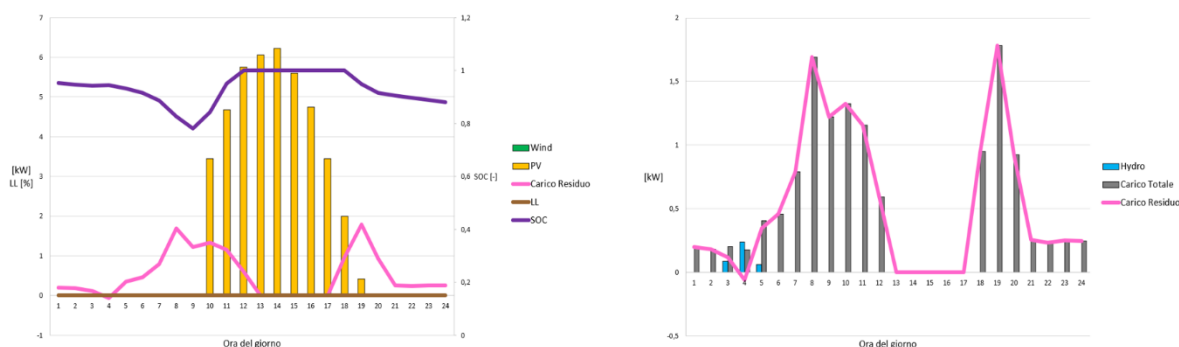 7
6
5
4
3
2
1
0
-1
[kW]
LL [%]
1,2
1
0,8
0,6
0,4
0,2
0
SOC [-]
1 2 3 4 5 6 7 8 9 10 11 12 13 14 15 16 17 18 19 20 21 22 23 24
Ora del giorno
Wind
PV
Carico Residuo
LL
SOC
2
1,5
1
0,5
0
-0,5
[kW]
1 2 3 4 5 6 7 8 9 10 11 12 13 14 15 16 17 18 19 20 21 22 23 24
Ora del giorno
Hydro
Carico Totale
Carico Residuo